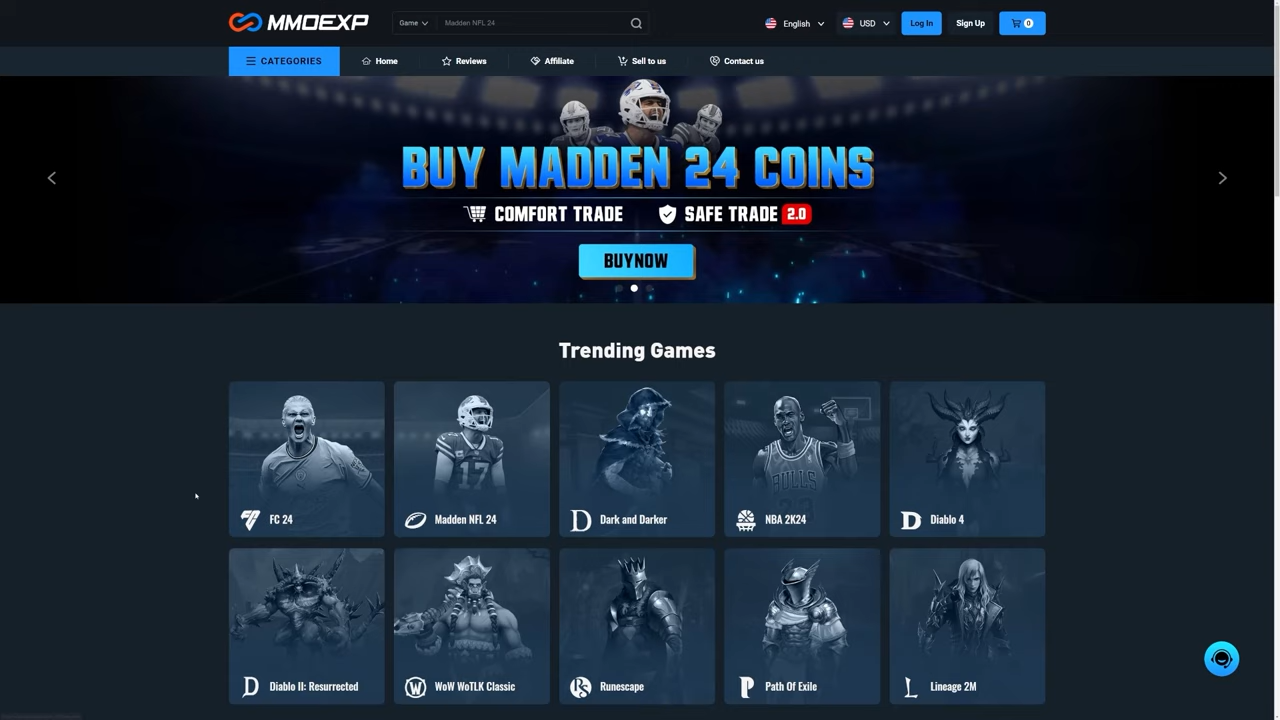 MMOEXP
Game
Madden NFL 24
English
USD
Log In
Sign Up
0
CATEGORIES
Home
Reviews
Affiliate
Sell to us
Contact us
BUY MADDEN 24 COINS
COMFORT TRADE
SAFE TRADE 2.0
BUYNOW
Trending Games
17
BULLS
FC 24
Madden NFL 24
Dark and Darker
NBA 2K24
Diablo 4
Diablo II: Resurrected
WoW WoTLK Classic
Runescape
Path Of Exile
Lineage 2M